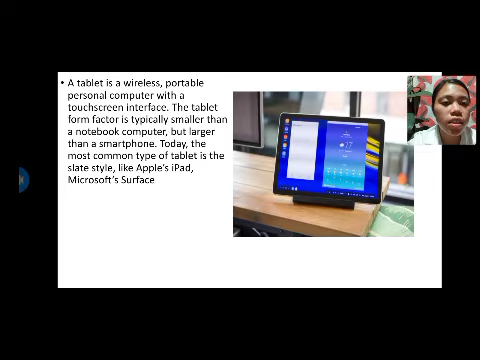 • A tablet is a wireless, portable
personal computer with a
touchscreen interface. The tablet
form factor is typically smaller than
a notebook computer, but larger
than a smartphone. Today, the
most common type of tablet is the
slate style, like Apple's iPad,
Microsoft's Surface